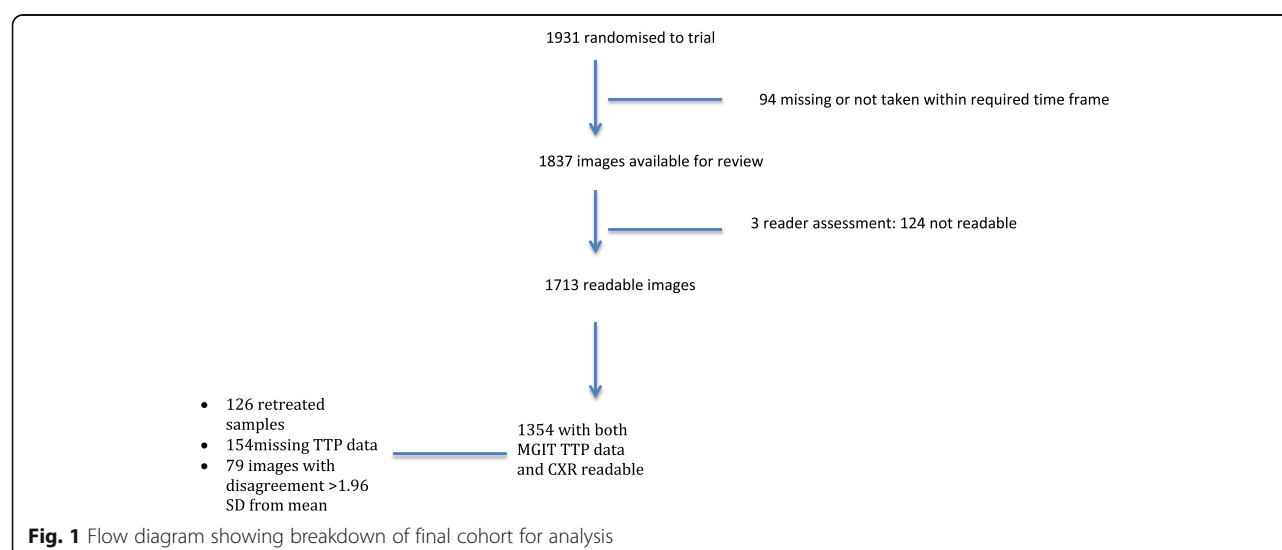 1931 randomised to trial
94 missing or not taken within required time frame
1837 images available for review
3 reader assessment: 124 not readable
1713 readable images
• 126 retreated
samples
• 154missing TTP data
• 79 images with
disagreement >1.96
SD from mean
1354 with both
MGIT TTP data
and CXR readable
Fig. 1 Flow diagram showing breakdown of final cohort for analysis